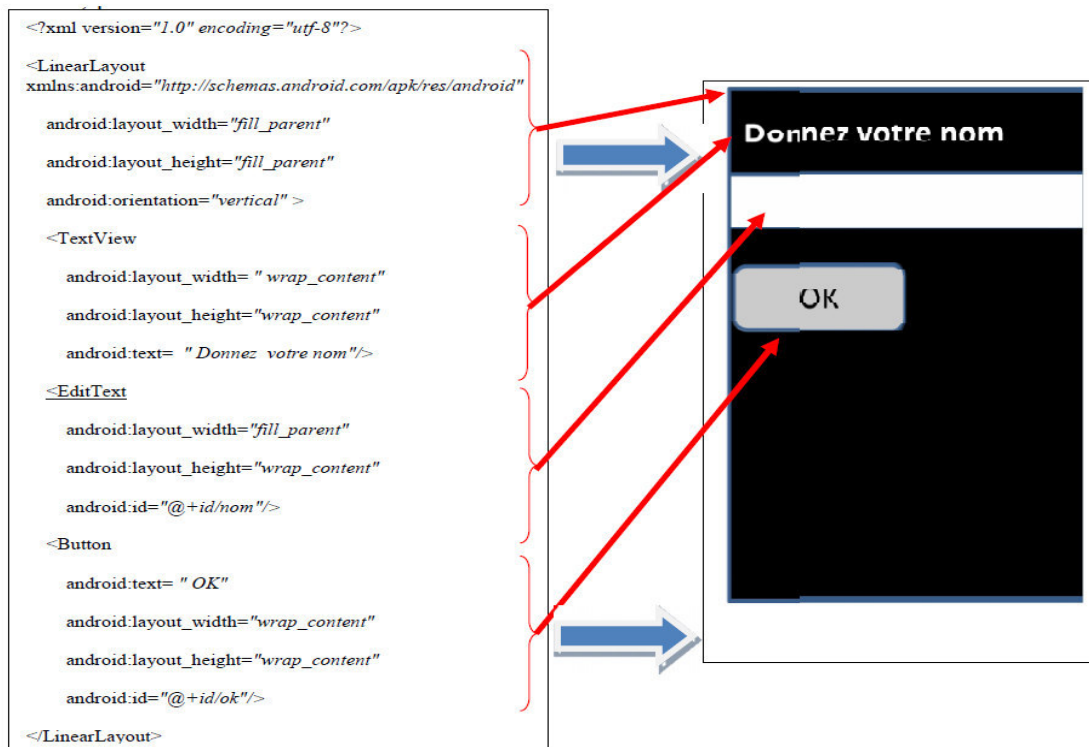 <?xml version="1.0" encoding="utf-8"?>
<LinearLayout
xmlns:android="http://schemas.android.com/apk/res/android"
android:layout_width="fill_parent"
android:layout_height="fill_parent"
android:orientation="vertical" >
<TextView
android:layout_width= " wrap_content"
android:layout_height="wrap_content"
android:text= " Donnez votre nom"/>
<EditText
android:layout_width="fill_parent"
android:layout_height="wrap_content"
android:id="@+id/nom"/>
<Button
android:text= " OK"
android:layout_width="wrap_content"
android:layout_height="wrap_content"
android:id="@+id/ok"/>
</LinearLayout>
Donnez votre nom
OK